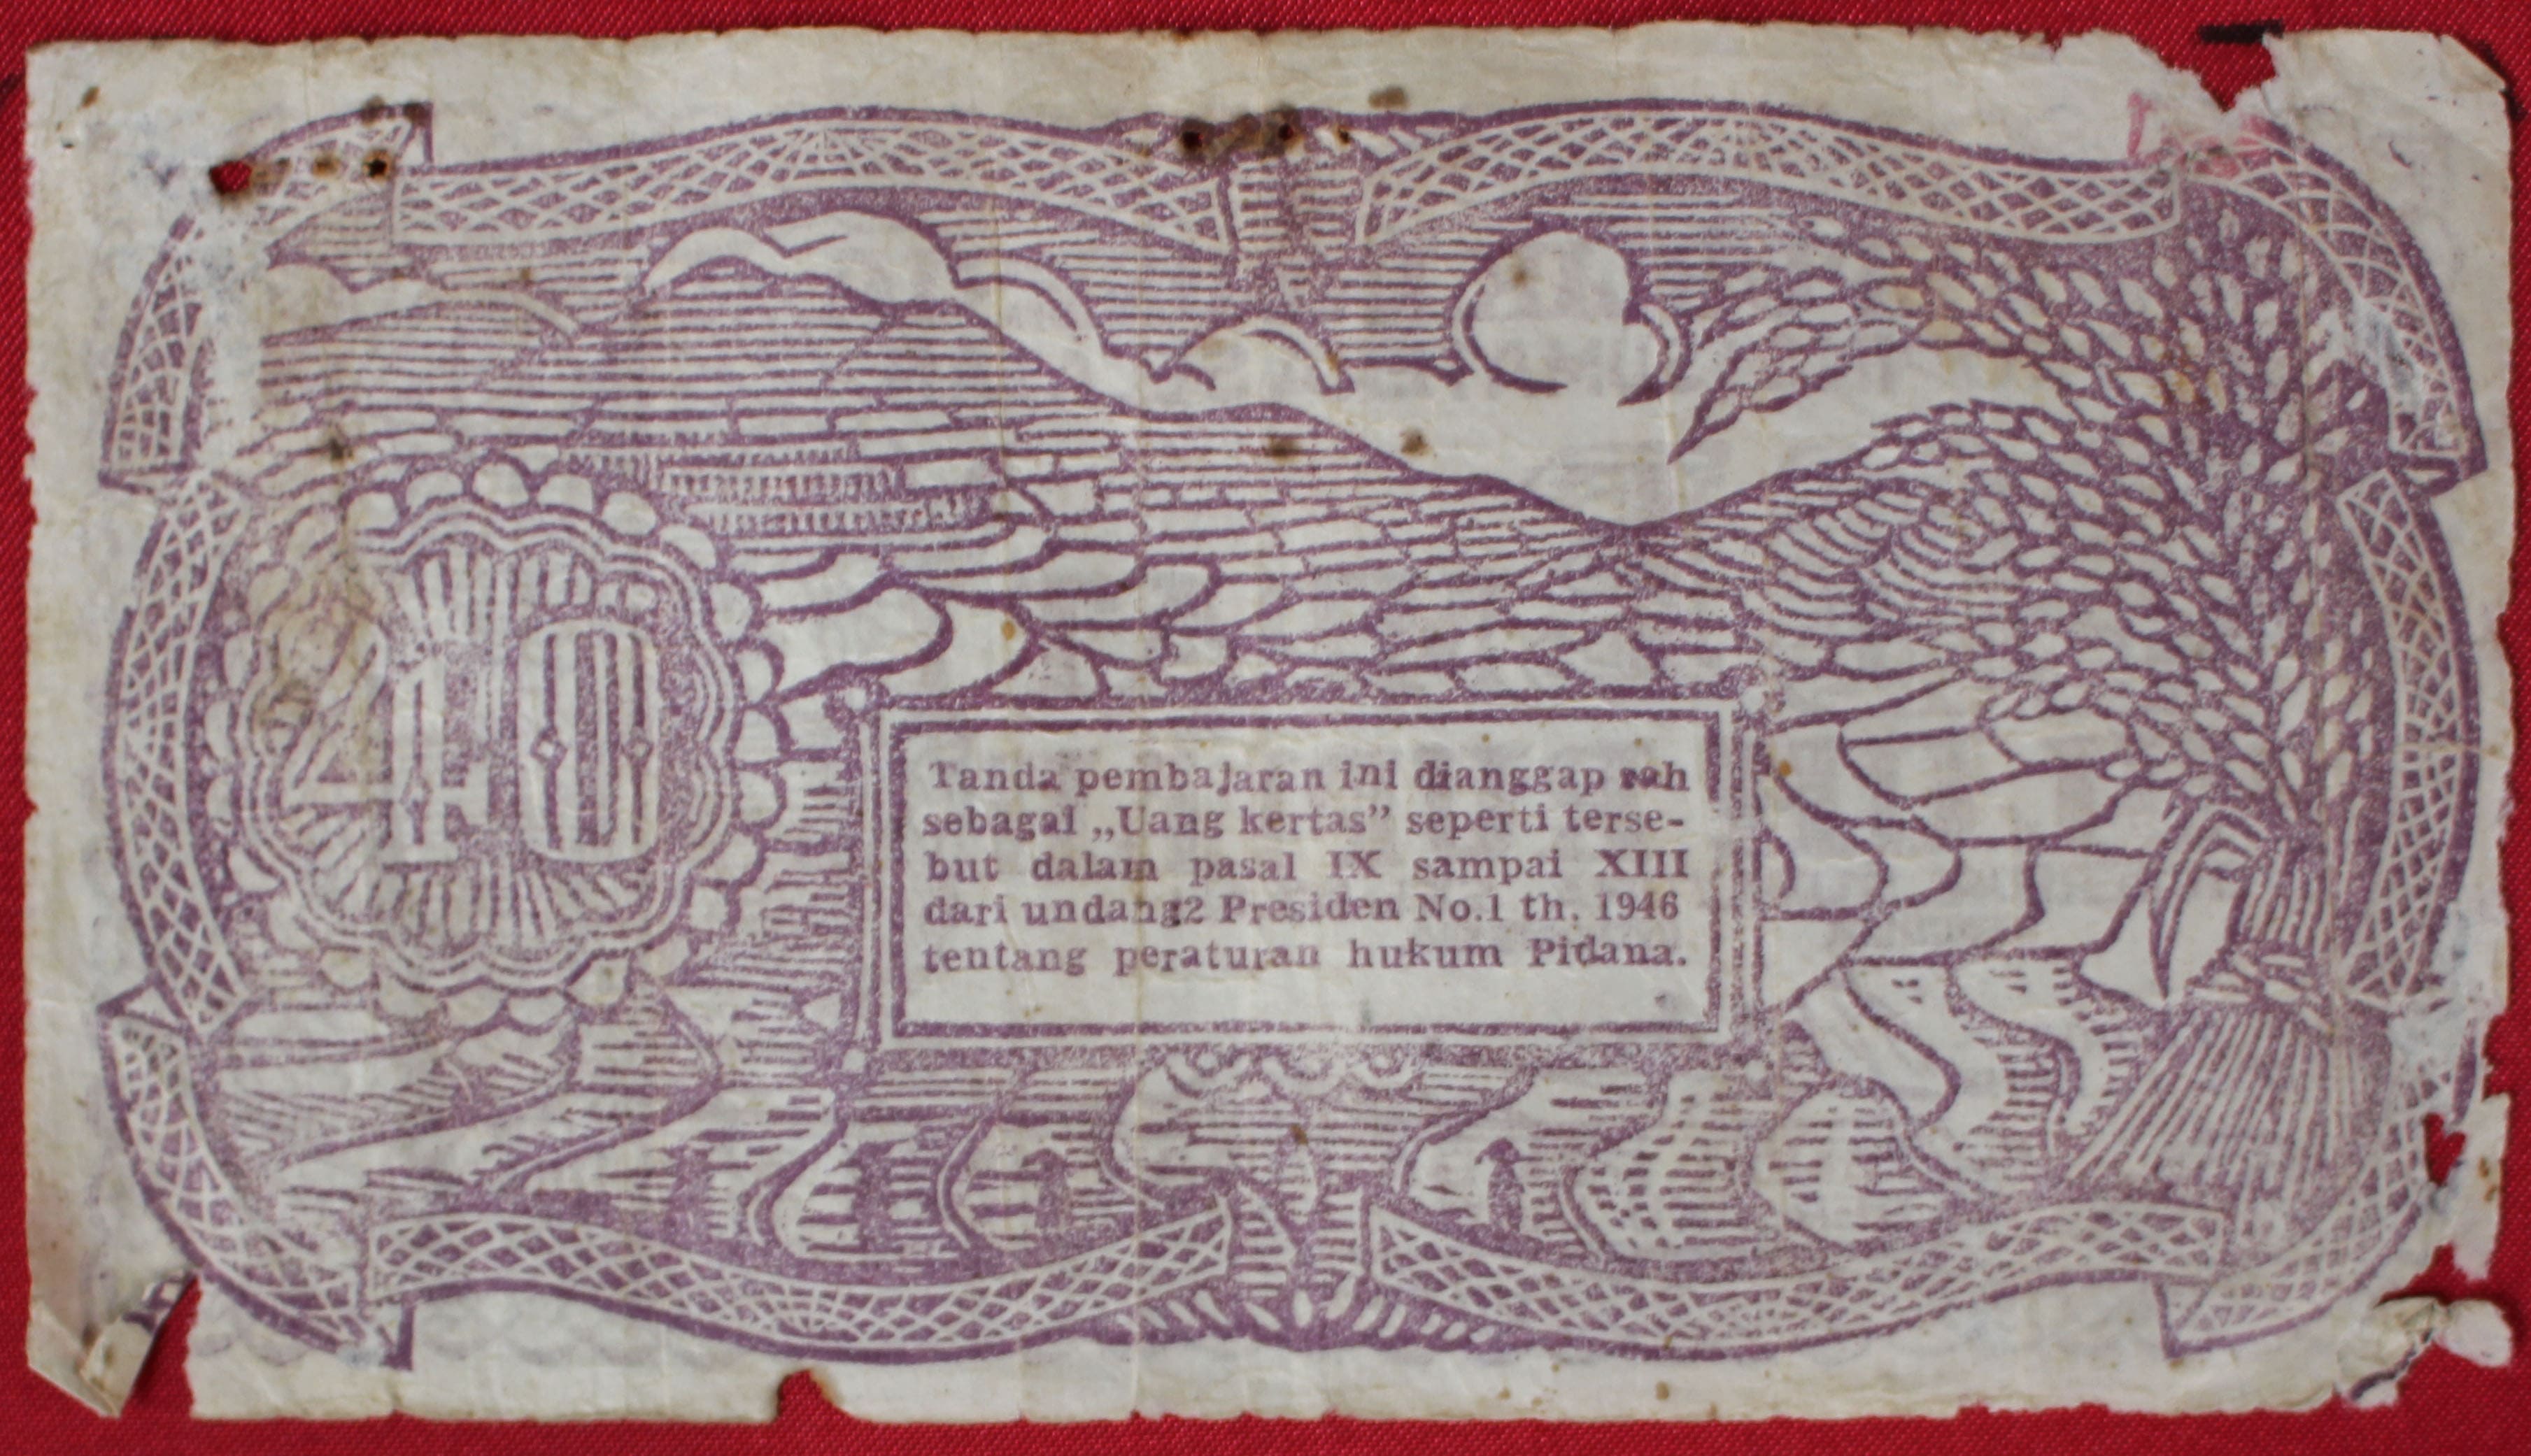 40
Tanda pembajaran ini dianggap sah
sebagai „Uang kertas” seperti terse-
but dalam pasal IX sampai XIII
dari undang2 Presiden No.1 th. 1946
tentang peraturan hukum Pidana.